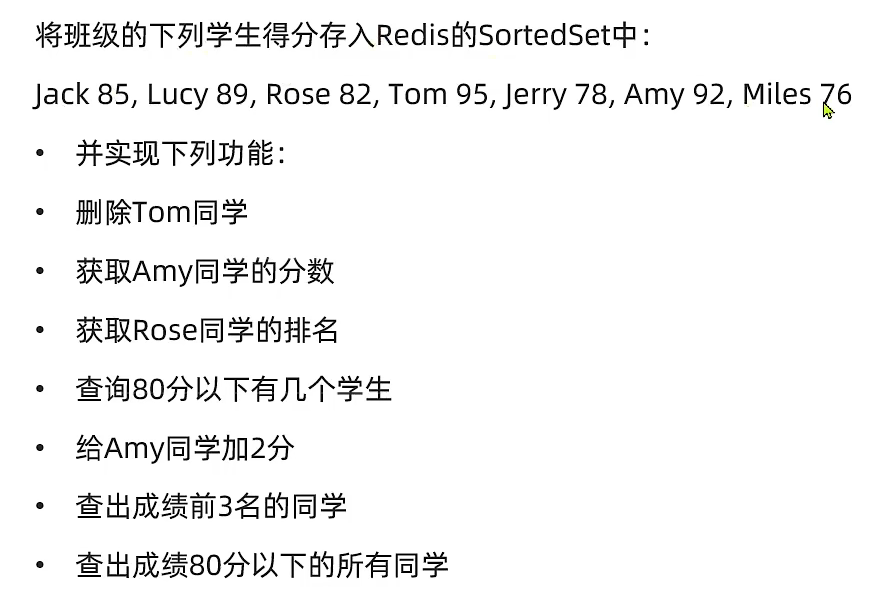 将班级的下列学生得分存入Redis的SortedSet中：
Jack 85, Lucy 89, Rose 82, Tom 95, Jerry 78, Amy 92, Miles 76
• 并实现下列功能：
• 删除Tom同学
• 获取Amy同学的分数
• 获取Rose同学的排名
• 查询80分以下有几个学生
• 给Amy同学加2分
• 查出成绩前3名的同学
• 查出成绩80分以下的所有同学